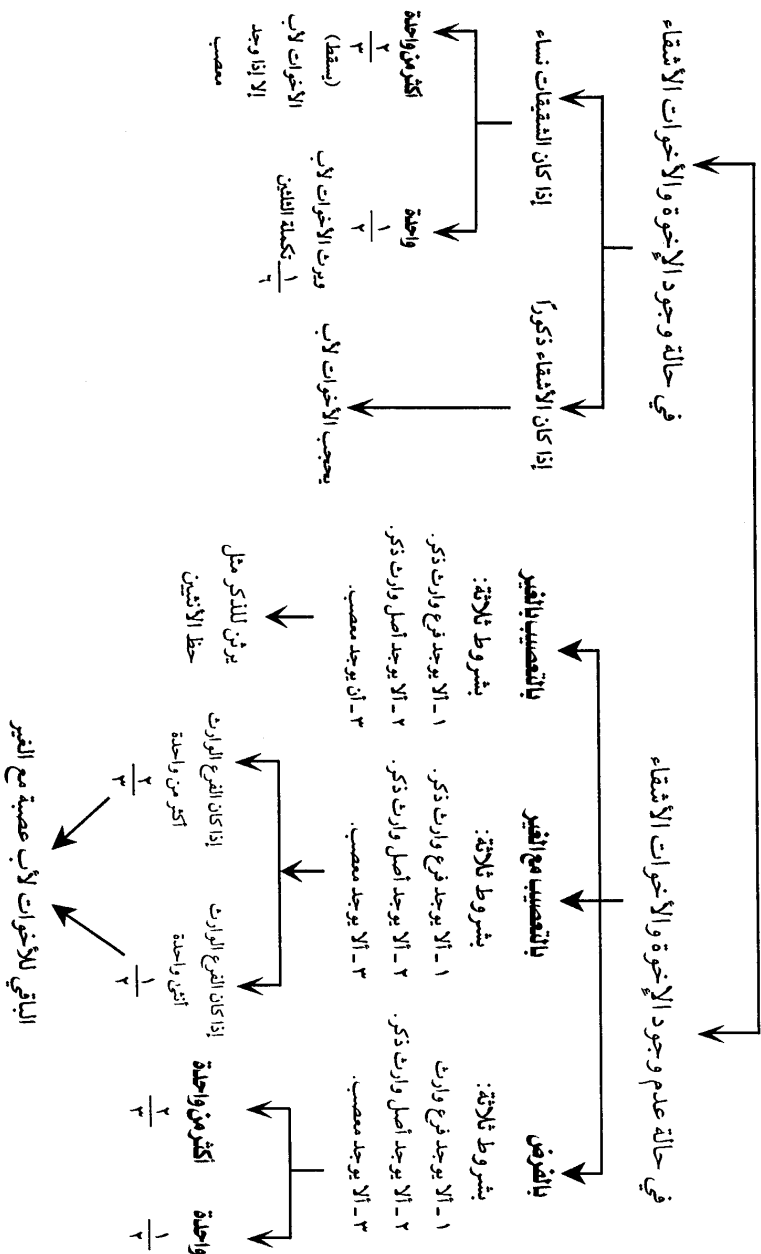 في حالة عدم وجود الإخوة والأخوات الأشقاء
بالفرض
بشروط ثلاثة:
١ - ألا يوجد فرع وارث
٢ - ألا يوجد أصل وارث ذكر.
٣ - ألا يوجد معصب.
واحدة
١/٢
أكثر من واحدة
٢/٣
بالتعصيب مع الغير
بشروط ثلاثة:
١ - ألا يوجد فرع وارث ذكر.
٢ - ألا يوجد أصل وارث ذكر.
٣ - ألا يوجد معصب.
إذا كان الفرع الوارث
أنثى واحدة
١/٢
إذا كان الفرع الوارث
أكثر من واحدة
٢/٣
الباقي للأخوات لأب عصبة مع الغير
بالتعصيب بالغير
بشروط ثلاثة:
١ - ألا يوجد فرع وارث ذكر.
٢ - ألا يوجد أصل وارث ذكر.
٣ - أن يوجد معصب.
يرثن للذكر مثل
حظ الأنثيين
في حالة وجود الإخوة والأخوات الأشقاء
إذا كان الأشقاء ذكورًا
يحجب الأخوات لأب
إذا كان الشقيقات نساء
واحدة
١/٢
ويرث الأخوات لأب
١/٦ تكملة الثلثين
أكثر من واحدة
٢/٣
(يسقط)
الأخوات لأب
إلا إذا وجد
معصب